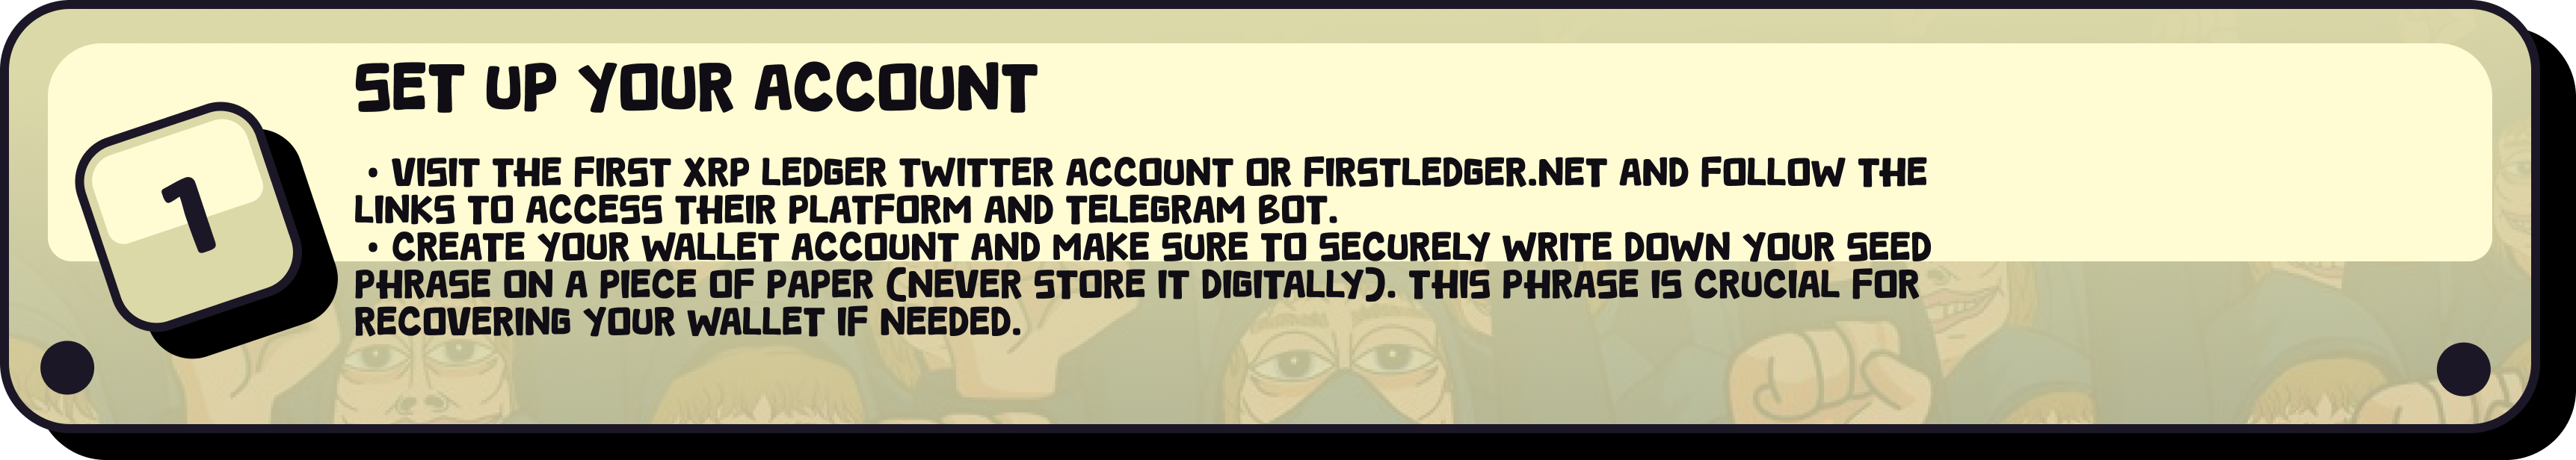 SET UP YOUR ACCOUNT
1
• VISIT THE FIRST XRP LEDGER TWITTER ACCOUNT OR FIRSTLEDGER.NET AND FOLLOW THE
LINKS TO ACCESS THEIR PLATFORM AND TELEGRAM BOT.
• CREATE YOUR WALLET ACCOUNT AND MAKE SURE TO SECURELY WRITE DOWN YOUR SEED
PHRASE ON A PIECE OF PAPER (NEVER STORE IT DIGITALLY). THIS PHRASE IS CRUCIAL FOR
RECOVERING YOUR WALLET IF NEEDED.